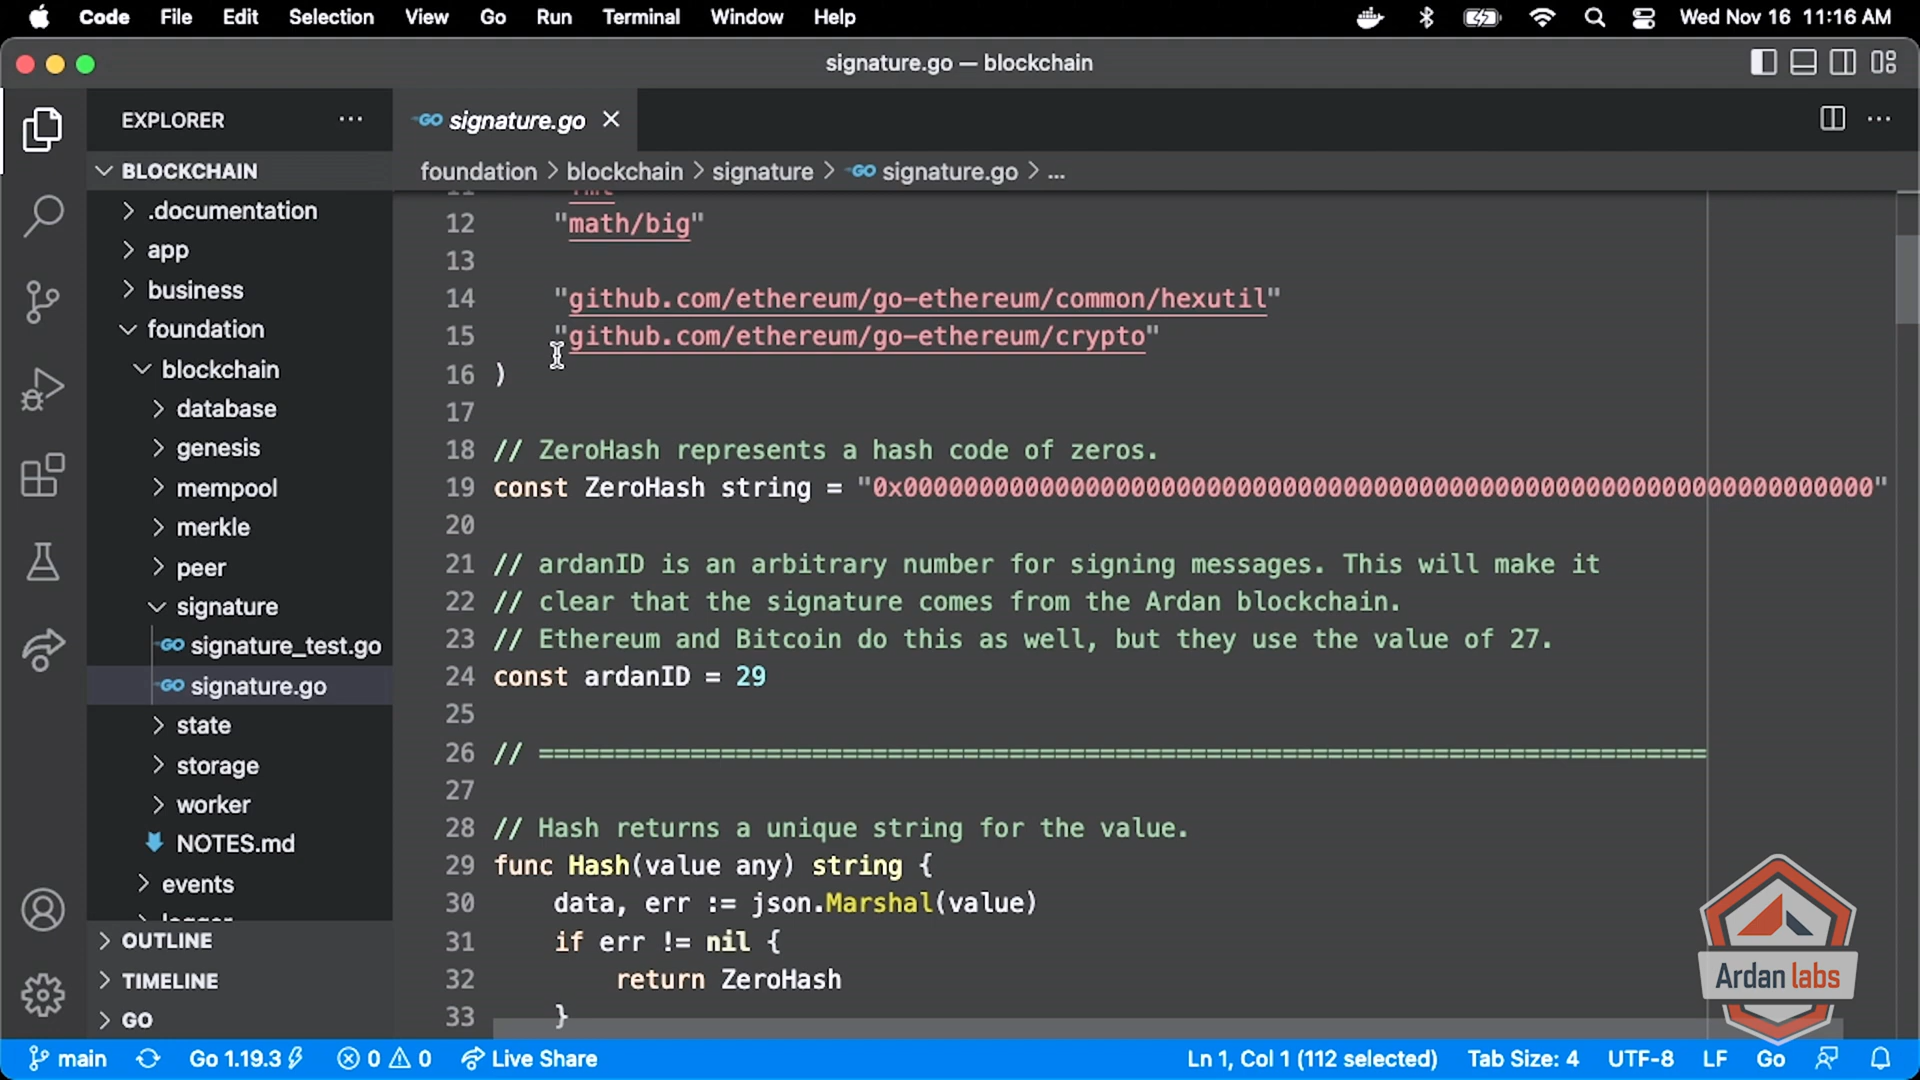 Code File Edit Selection View Go Run Terminal Window Help Wed Nov 16 11:16 AM
signature.go — blockchain
EXPLORER ···
signature.go
foundation > blockchain > signature > signature.go > ...
BLOCKCHAIN
.documentation
app
business
foundation
blockchain
database
genesis
mempool
merkle
peer
signature
signature_test.go
signature.go
state
storage
worker
NOTES.md
events
OUTLINE
TIMELINE
GO
12 "math/big"
13
14 "github.com/ethereum/go-ethereum/common/hexutil"
15 "github.com/ethereum/go-ethereum/crypto"
16 )
17
18 // ZeroHash represents a hash code of zeros.
19 const ZeroHash string = "0x0000000000000000000000000000000000000000000000000000000000000000"
20
21 // ardanID is an arbitrary number for signing messages. This will make it
22 // clear that the signature comes from the Ardan blockchain.
23 // Ethereum and Bitcoin do this as well, but they use the value of 27.
24 const ardanID = 29
25
26 // =============================================================================
27
28 // Hash returns a unique string for the value.
29 func Hash(value any) string {
30 data, err := json.Marshal(value)
31 if err != nil {
32 return ZeroHash
33 }
Ardan labs
main Go 1.19.3 0 0 Live Share Ln 1, Col 1 (112 selected) Tab Size: 4 UTF-8 LF Go